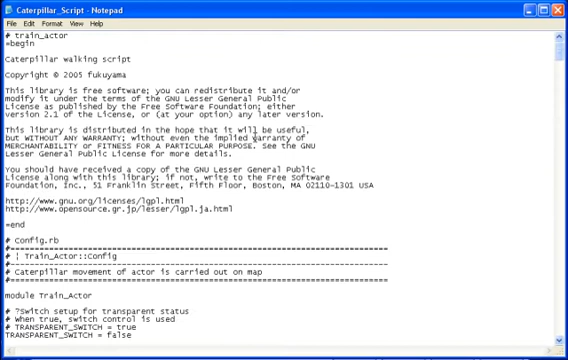 Caterpillar_Script - Notepad
File Edit Format View Help
# train_actor
=begin
Caterpillar walking script
Copyright © 2005 fukuyama
This library is free software; you can redistribute it and/or
modify it under the terms of the GNU Lesser General Public
License as published by the Free Software Foundation; either
version 2.1 of the License, or (at your option) any later version.
This library is distributed in the hope that it will be useful,
but WITHOUT ANY WARRANTY; without even the implied warranty of
MERCHANTABILITY or FITNESS FOR A PARTICULAR PURPOSE. See the GNU
Lesser General Public License for more details.
You should have received a copy of the GNU Lesser General Public
License along with this library; if not, write to the Free Software
Foundation, Inc., 51 Franklin Street, Fifth Floor, Boston, MA 02110-1301 USA
http://www.gnu.org/licenses/lgpl.html
http://www.opensource.gr.jp/lesser/lgpl.ja.html
=end
# Config.rb
#==============================================================================
# ¦ Train_Actor::Config
#------------------------------------------------------------------------------
# Caterpillar movement of actor is carried out on map
#==============================================================================
module Train_Actor
# ?Switch setup for transparent status
# When true, switch control is used
# TRANSPARENT_SWITCH = true
TRANSPARENT_SWITCH = false